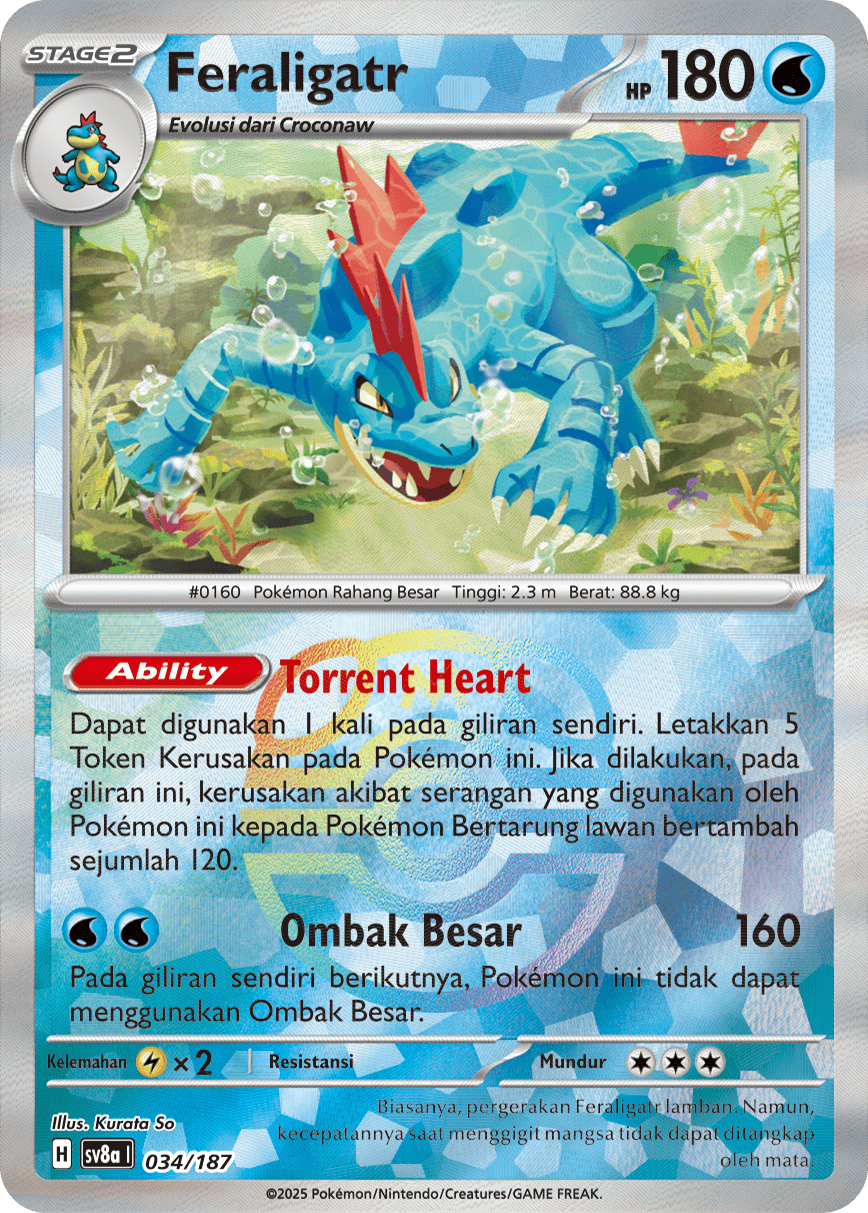 STAGE2
Feraligatr
HP 180
Evolusi dari Croconaw
#0160 Pokémon Rahang Besar Tinggi: 2.3 m Berat: 88.8 kg
Ability Torrent Heart
Dapat digunakan 1 kali pada giliran sendiri. Letakkan 5
Token Kerusakan pada Pokémon ini. Jika dilakukan, pada
giliran ini, kerusakan akibat serangan yang digunakan oleh
Pokémon ini kepada Pokémon Bertarung lawan bertambah
sejumlah 120.
Ombak Besar 160
Pada giliran sendiri berikutnya, Pokémon ini tidak dapat
menggunakan Ombak Besar.
Kelemahan ×2 Resistansi Mundur
Illus. Kurata So
Biasanya, pergerakan Feraligatr lamban. Namun,
kecepatannya saat menggigit mangsa tidak dapat ditangkap
oleh mata.
H sv8a I 034/187
©2025 Pokémon/Nintendo/Creatures/GAME FREAK.